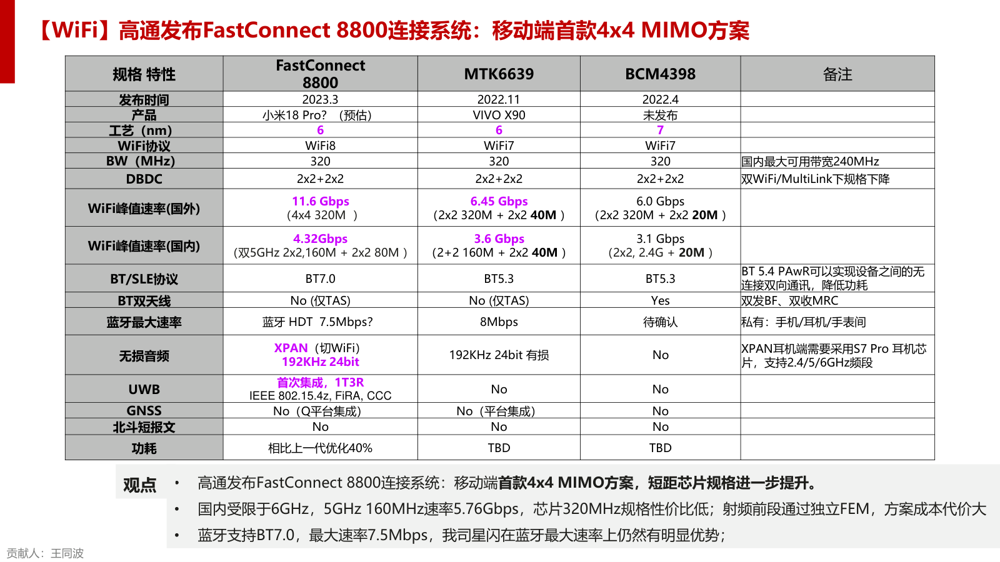 【WiFi】高通发布FastConnect 8800连接系统：移动端首款4x4 MIMO方案
规格 特性
FastConnect
8800
MTK6639
BCM4398
备注
发布时间
2023.3
2022.11
2022.4
产品
小米18 Pro？（预估）
VIVO X90
未发布
工艺（nm）
6
6
7
WiFi协议
WiFi8
WiFi7
WiFi7
BW（MHz）
320
320
320
国内最大可用带宽240MHz
DBDC
2x2+2x2
2x2+2x2
2x2+2x2
双WiFi/MultiLink下规格下降
WiFi峰值速率(国外)
11.6 Gbps
（4x4 320M ）
6.45 Gbps
（2x2 320M + 2x2 40M ）
6.0 Gbps
（2x2 320M + 2x2 20M ）
WiFi峰值速率(国内)
4.32Gbps
（双5GHz 2x2,160M + 2x2 80M ）
3.6 Gbps
（2+2 160M + 2x2 40M ）
3.1 Gbps
（2x2, 2.4G + 20M ）
BT/SLE协议
BT7.0
BT5.3
BT5.3
BT 5.4 PAwR可以实现设备之间的无
连接双向通讯，降低功耗
BT双天线
No (仅TAS)
No (仅TAS)
Yes
双发BF、双收MRC
蓝牙最大速率
蓝牙 HDT 7.5Mbps?
8Mbps
待确认
私有：手机/耳机/手表间
无损音频
XPAN（切WiFi）
192KHz 24bit
192KHz 24bit 有损
No
XPAN耳机端需要采用S7 Pro 耳机芯
片，支持2.4/5/6GHz频段
UWB
首次集成，1T3R
IEEE 802.15.4z, FiRA, CCC
No
No
GNSS
No（Q平台集成）
No（平台集成）
No
北斗短报文
No
No
No
功耗
相比上一代优化40%
TBD
TBD
观点
• 高通发布FastConnect 8800连接系统：移动端首款4x4 MIMO方案，短距芯片规格进一步提升。
• 国内受限于6GHz，5GHz 160MHz速率5.76Gbps，芯片320MHz规格性价比低；射频前段通过独立FEM，方案成本代价大
• 蓝牙支持BT7.0，最大速率7.5Mbps，我司星闪在蓝牙最大速率上仍然有明显优势；
贡献人：王同波